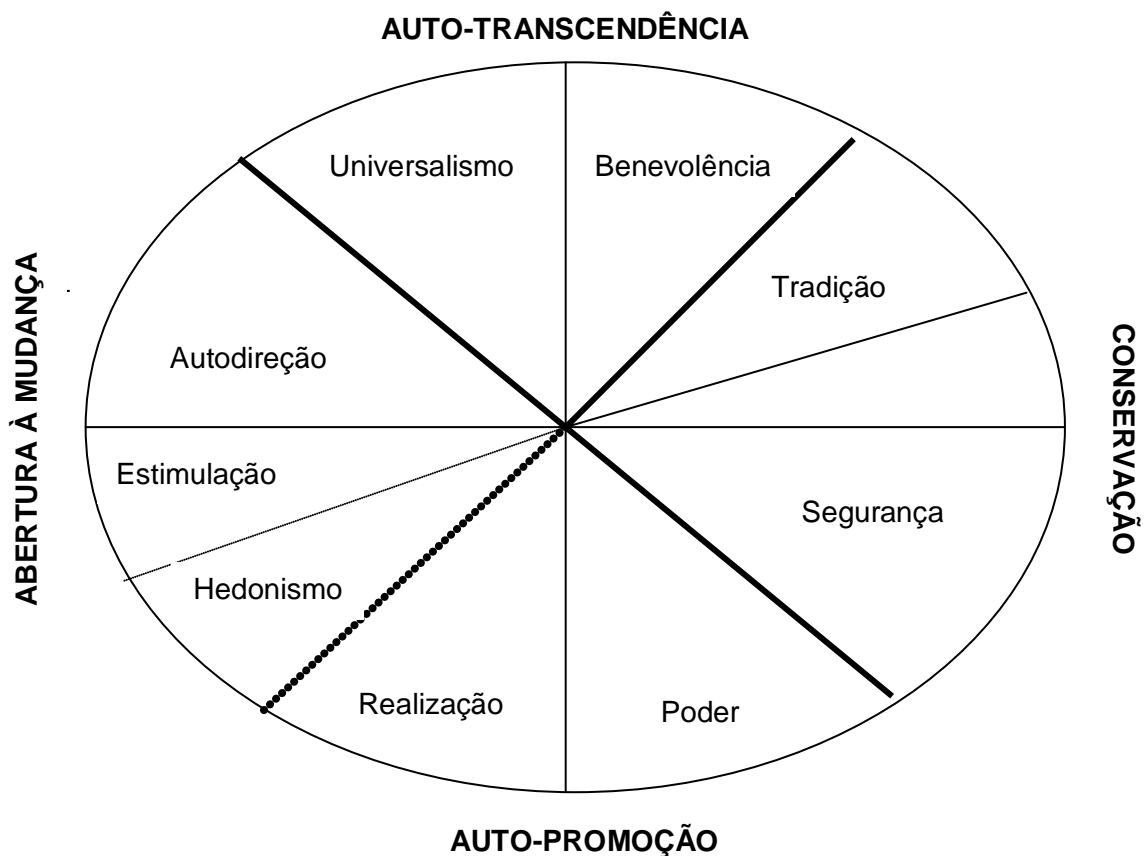 AUTO-TRANSCENDÊNCIA
Universalismo
Benevolência
Tradição
ABERTURA À MUDANÇA
Autodireção
CONSERVAÇÃO
Estimulação
Segurança
Hedonismo
Realização
Poder
AUTO-PROMOÇÃO